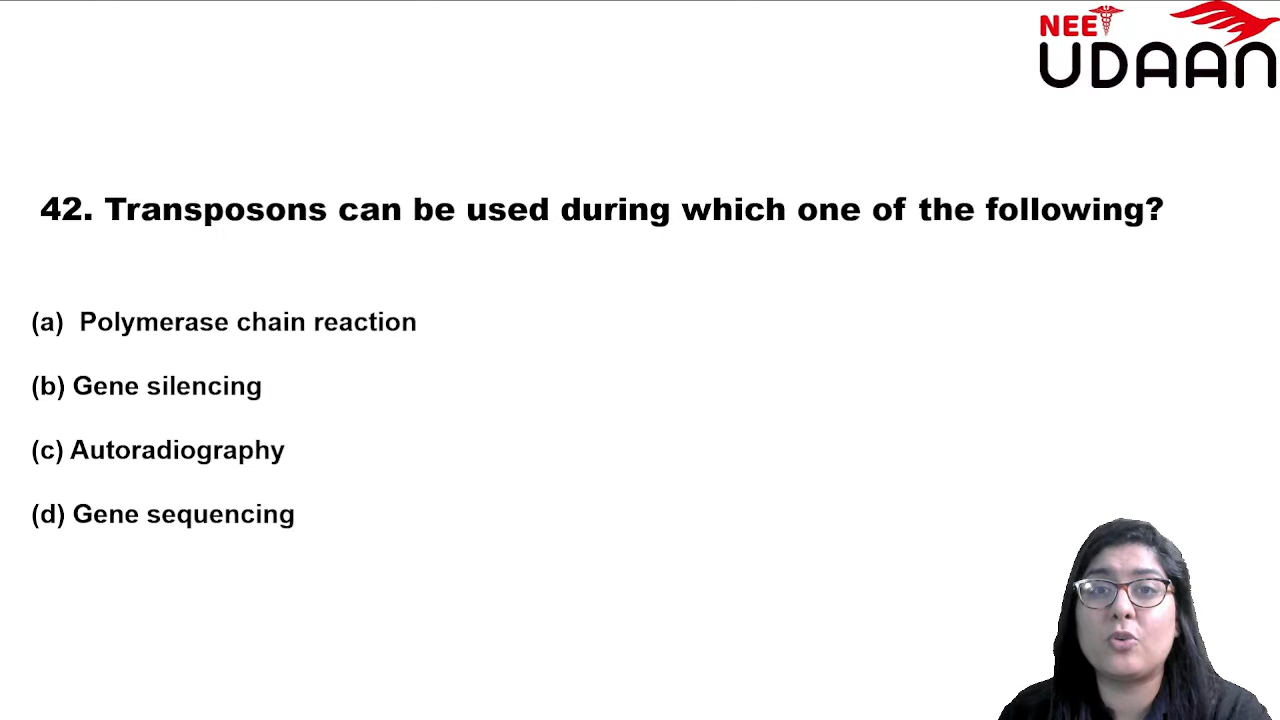 NEET
UDAAN
42. Transposons can be used during which one of the following?
(a) Polymerase chain reaction
(b) Gene silencing
(c) Autoradiography
(d) Gene sequencing